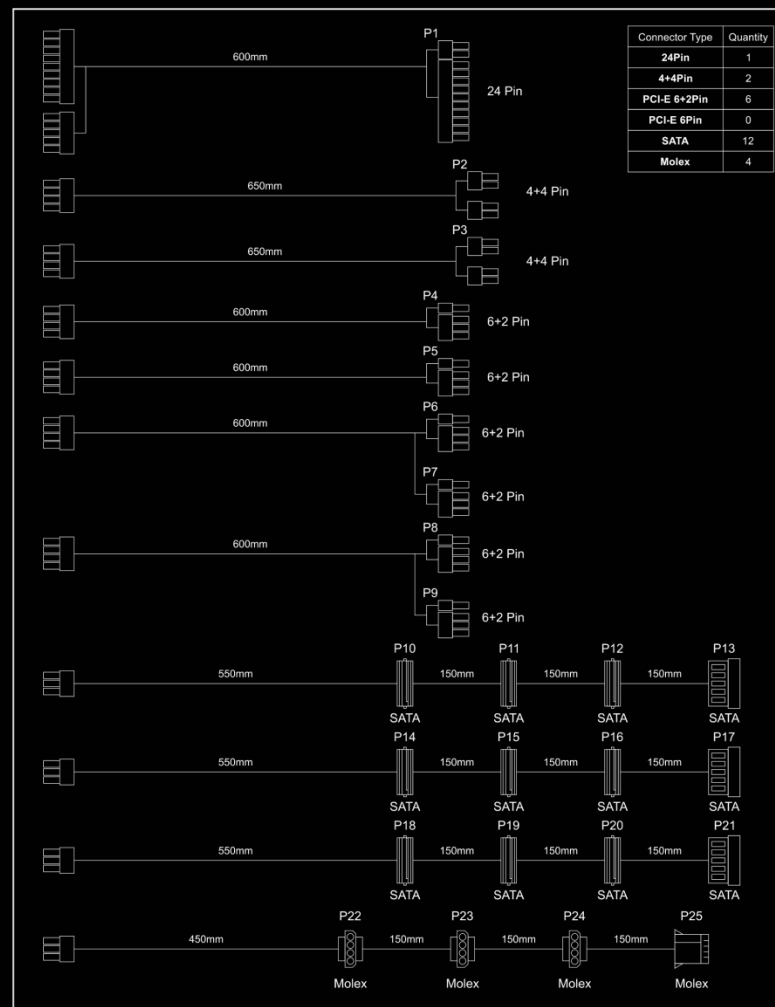 P1
600mm
24 Pin
Connector Type Quantity
24Pin 1
4+4Pin 2
PCI-E 6+2Pin 6
PCI-E 6Pin 0
SATA 12
Molex 4
P2
650mm
4+4 Pin
P3
650mm
4+4 Pin
P4
600mm
6+2 Pin
P5
600mm
6+2 Pin
P6
600mm
6+2 Pin
P7
6+2 Pin
P8
600mm
6+2 Pin
P9
6+2 Pin
P10 P11 P12 P13
550mm 150mm 150mm 150mm
SATA SATA SATA SATA
P14 P15 P16 P17
550mm 150mm 150mm 150mm
SATA SATA SATA SATA
P18 P19 P20 P21
550mm 150mm 150mm 150mm
SATA SATA SATA SATA
P22 P23 P24 P25
450mm 150mm 150mm 150mm
Molex Molex Molex Molex